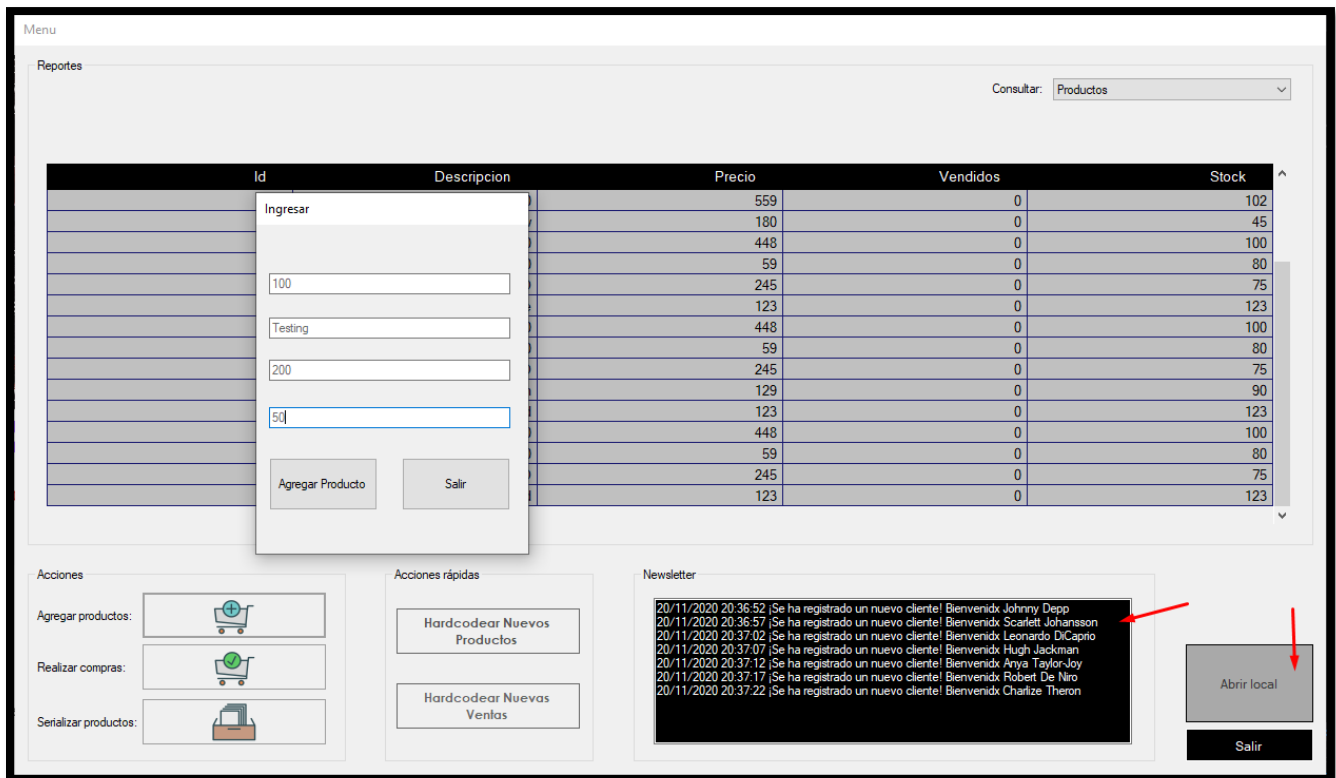 Menu
Reportes
Consultar: Productos
Id Descripcion Precio Vendidos Stock
559 0 102
180 0 45
448 0 100
59 0 80
245 0 75
123 0 123
448 0 100
59 0 80
245 0 75
129 0 90
123 0 123
448 0 100
59 0 80
245 0 75
123 0 123
Ingresar
100
Testing
200
50
Agregar Producto Salir
Acciones
Agregar productos:
Realizar compras:
Serializar productos:
Acciones rápidas
Hardcodear Nuevos
Productos
Hardcodear Nuevas
Ventas
Newsletter
20/11/2020 20:36:52 ¡Se ha registrado un nuevo cliente! Bienvenidx Johnny Depp
20/11/2020 20:36:57 ¡Se ha registrado un nuevo cliente! Bienvenidx Scarlett Johansson
20/11/2020 20:37:02 ¡Se ha registrado un nuevo cliente! Bienvenidx Leonardo DiCaprio
20/11/2020 20:37:07 ¡Se ha registrado un nuevo cliente! Bienvenidx Hugh Jackman
20/11/2020 20:37:12 ¡Se ha registrado un nuevo cliente! Bienvenidx Anya Taylor-Joy
20/11/2020 20:37:17 ¡Se ha registrado un nuevo cliente! Bienvenidx Robert De Niro
20/11/2020 20:37:22 ¡Se ha registrado un nuevo cliente! Bienvenidx Charlize Theron
Abrir local
Salir